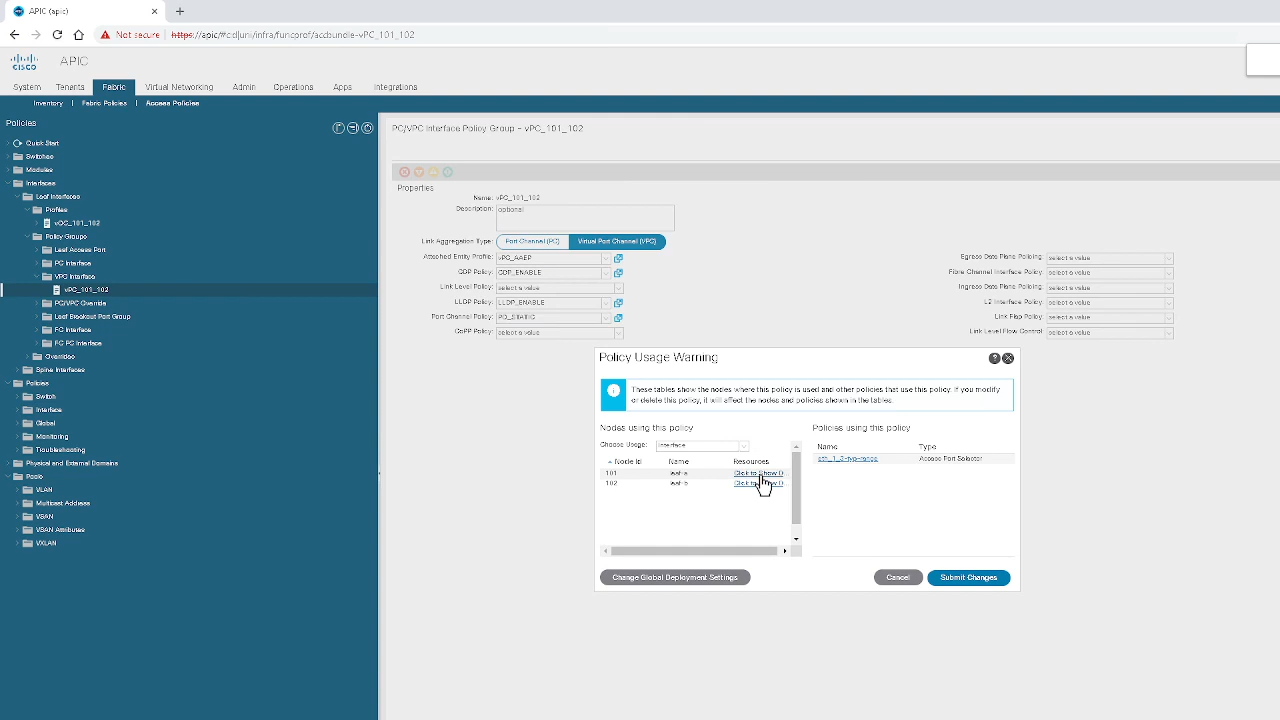 APIC (apic)
Not secure
https://apic/#c:d|uni/infra/funcprof/accbundle-vPC_101_102
CISCO
APIC
System Tenants Fabric Virtual Networking Admin Operations Apps Integrations
Inventory | Fabric Policies | Access Policies
Policies
Quick Start
Switches
Modules
Interfaces
Leaf Interfaces
Profiles
vPC_101_102
Policy Groups
Leaf Access Port
PC Interface
VPC Interface
vPC_101_102
PC/VPC Override
Leaf Breakout Port Group
FC Interface
FC PC Interface
Overrides
Spine Interfaces
Policies
Switch
Interface
Global
Monitoring
Troubleshooting
Physical and External Domains
Pools
VLAN
Multicast Address
VSAN
VSAN Attributes
VXLAN
PC/VPC Interface Policy Group - vPC_101_102
Properties
Name: vPC_101_102
Description: optional
Link Aggregation Type: Port Channel (PC) Virtual Port Channel (VPC)
Attached Entity Profile: vPC_AAEP
CDP Policy: CDP_ENABLE
Link Level Policy: select a value
LLDP Policy: LLDP_ENABLE
Port Channel Policy: PO_STATIC
CoPP Policy: select a value
Egress Data Plane Policing: select a value
Fibre Channel Interface Policy: select a value
Ingress Data Plane Policing: select a value
L2 Interface Policy: select a value
Link Flap Policy: select a value
Link Level Flow Control: select a value
Policy Usage Warning
These tables show the nodes where this policy is used and other policies that use this policy. If you modify
or delete this policy, it will affect the nodes and policies shown in the tables.
Nodes using this policy
Choose Usage: Interface
Node Id Name Resources
101 leaf-a Click to Show D
102 leaf-b
Policies using this policy
Name Type
Access Port Selector
Change Global Deployment Settings
Cancel
Submit Changes